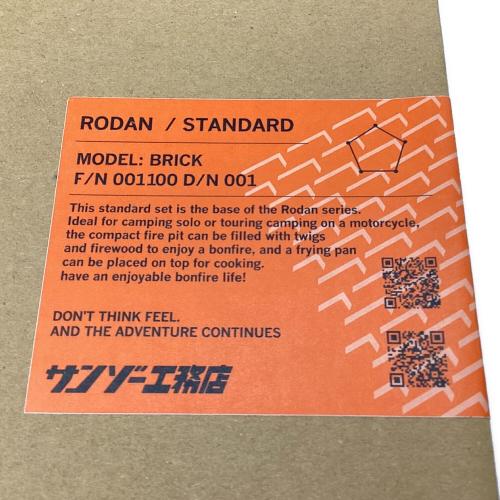 RODAN / STANDARD
MODEL: BRICK
F/N 001100 D/N 001
This standard set is the base of the Rodan series.
Ideal for camping solo or touring camping on a motorcycle,
the compact fire pit can be filled with twigs
and firewood to enjoy a bonfire, and a frying pan
can be placed on top for cooking.
have an enjoyable bonfire life!
DON'T THINK FEEL.
AND THE ADVENTURE CONTINUES
サンゾー工務店